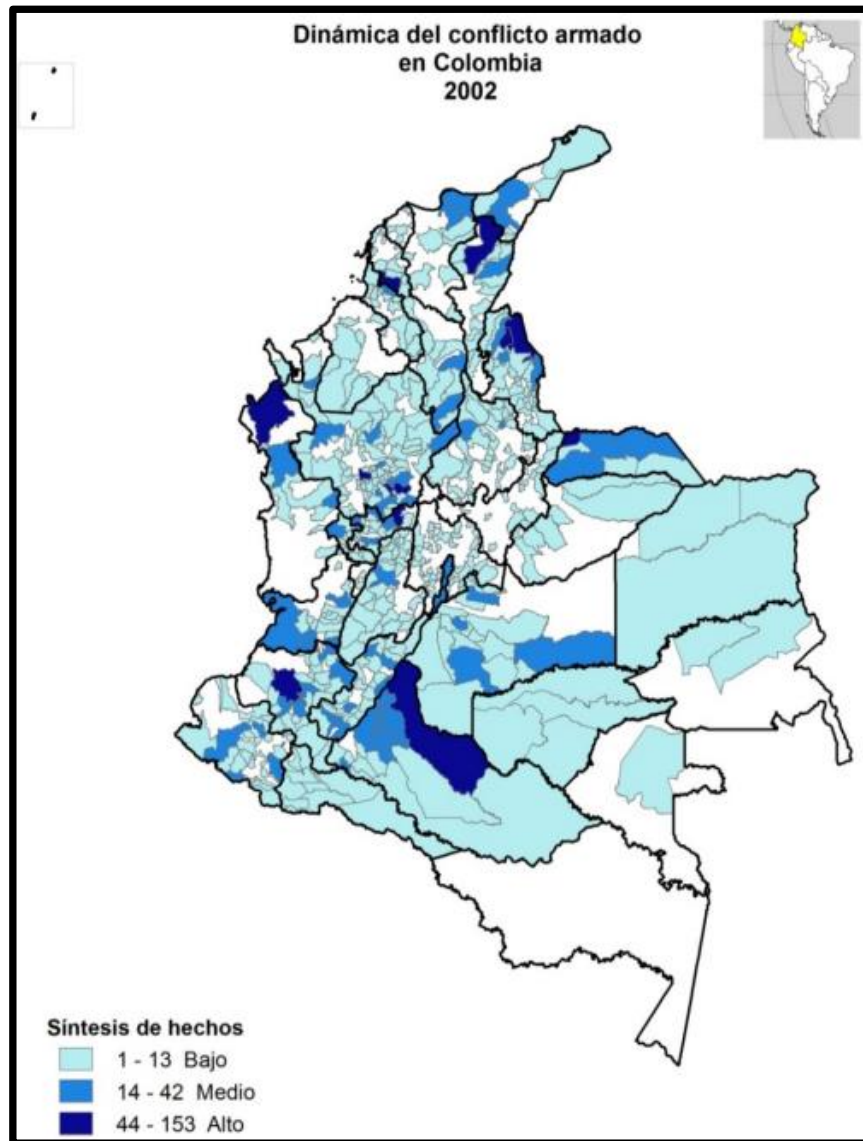 Dinámica del conflicto armado
en Colombia
2002
Síntesis de hechos
1 - 13 Bajo
14 - 42 Medio
44 - 153 Alto